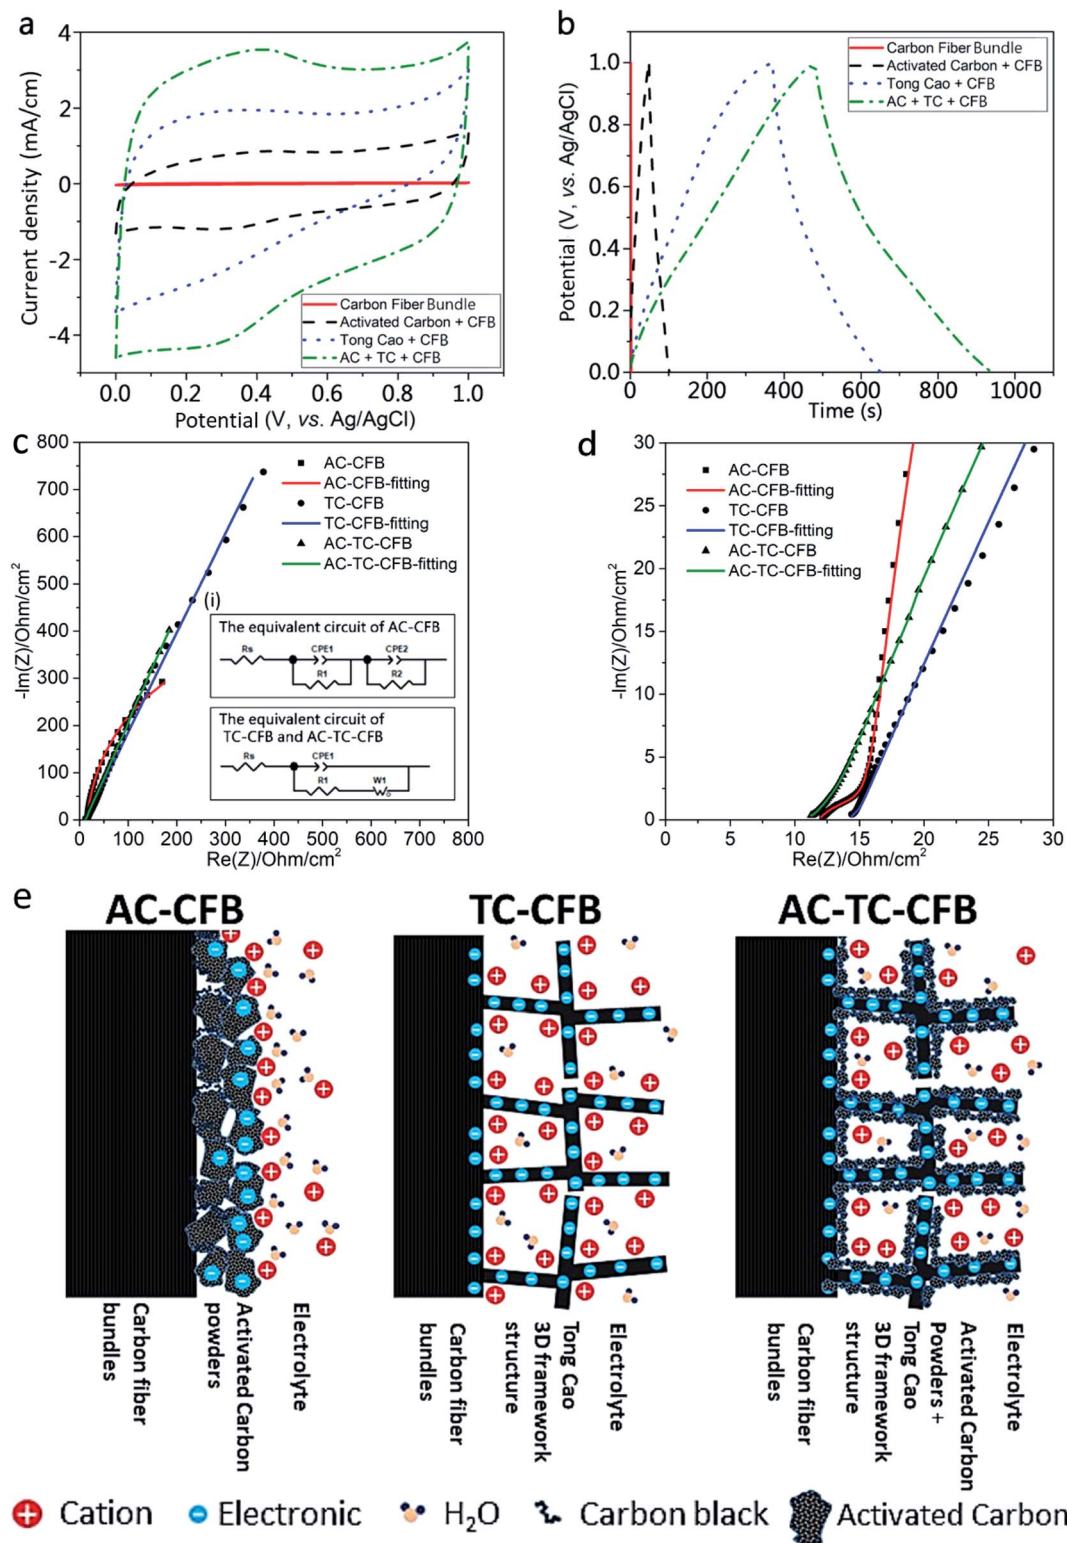 a
4
2
0
-2
-4
Current density (mA/cm)
0.0
0.2
0.4
0.6
0.8
1.0
Potential (V, vs. Ag/AgCl)
Carbon Fiber Bundle
Activated Carbon + CFB
Tong Cao + CFB
AC + TC + CFB
b
1.0
0.8
0.6
0.4
0.2
0.0
Potential (V, vs. Ag/AgCl)
0
200
400
600
800
1000
Time (s)
Carbon Fiber Bundle
Activated Carbon + CFB
Tong Cao + CFB
AC + TC + CFB
c
800
700
600
500
400
300
200
100
0
-Im(Z)/Ohm/cm²
0
100
200
300
400
500
600
700
800
Re(Z)/Ohm/cm²
AC-CFB
AC-CFB-fitting
TC-CFB
TC-CFB-fitting
AC-TC-CFB
AC-TC-CFB-fitting
(i)
The equivalent circuit of AC-CFB
Rs
CPE1
CPE2
R1
R2
The equivalent circuit of
TC-CFB and AC-TC-CFB
Rs
CPE1
R1
W1
d
30
25
20
15
10
5
0
-Im(Z)/Ohm/cm²
0
5
10
15
20
25
30
Re(Z)/Ohm/cm²
AC-CFB
AC-CFB-fitting
TC-CFB
TC-CFB-fitting
AC-TC-CFB
AC-TC-CFB-fitting
e
AC-CFB
TC-CFB
AC-TC-CFB
Electrolyte
Activated Carbon
powders
Carbon fiber
bundles
Electrolyte
Tong Cao
3D framework
structure
Carbon fiber
bundles
Electrolyte
Activated Carbon
Powders +
Tong Cao
3D framework
structure
Carbon fiber
bundles
Cation
Electronic
H₂O
Carbon black
Activated Carbon